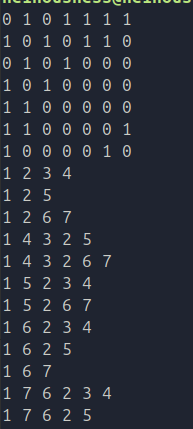 0 1 0 1 1 1 1
1 0 1 0 1 1 0
0 1 0 1 0 0 0
1 0 1 0 0 0 0
1 1 0 0 0 0 0
1 1 0 0 0 0 1
1 0 0 0 0 1 0
1 2 3 4
1 2 5
1 2 6 7
1 4 3 2 5
1 4 3 2 6 7
1 5 2 3 4
1 5 2 6 7
1 6 2 3 4
1 6 2 5
1 6 7
1 7 6 2 3 4
1 7 6 2 5